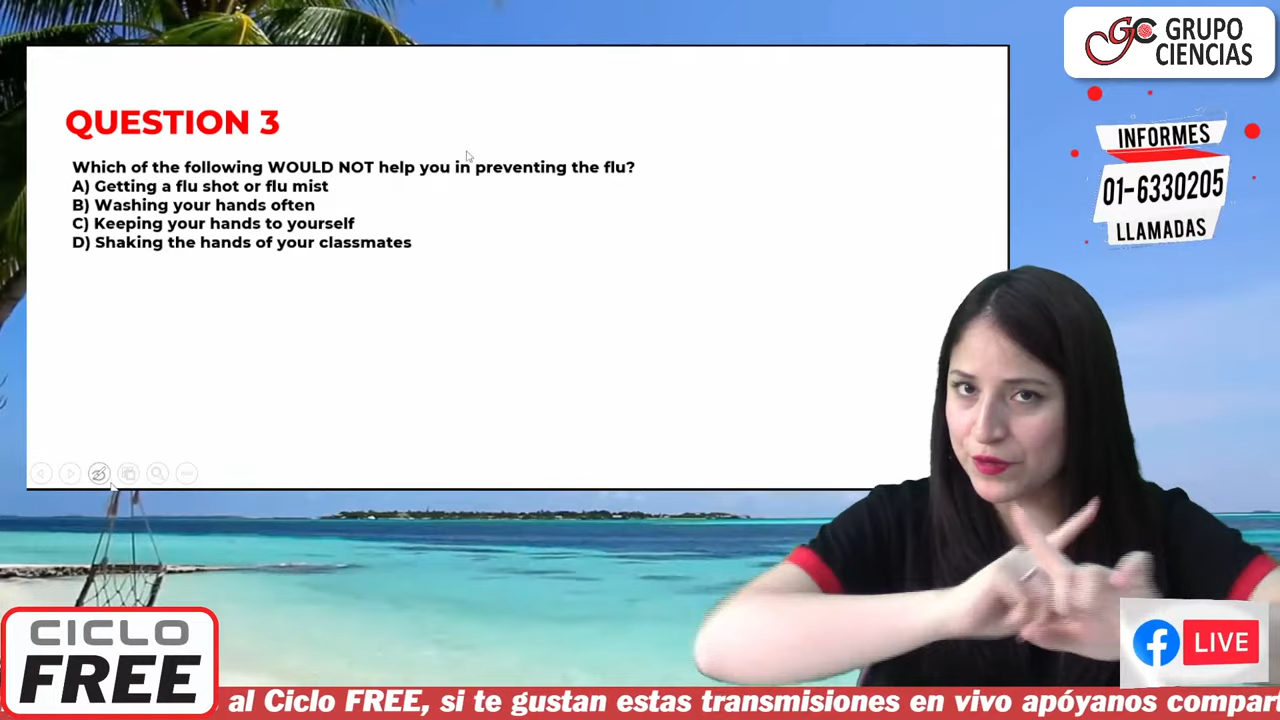 GC GRUPO
CIENCIAS
QUESTION 3
INFORMES
01-6330205
LLAMADAS
Which of the following WOULD NOT help you in preventing the flu?
A) Getting a flu shot or flu mist
B) Washing your hands often
C) Keeping your hands to yourself
D) Shaking the hands of your classmates
CICLO
FREE
LIVE
al Ciclo FREE, si te gustan estas transmisiones en vivo apóyanos compar